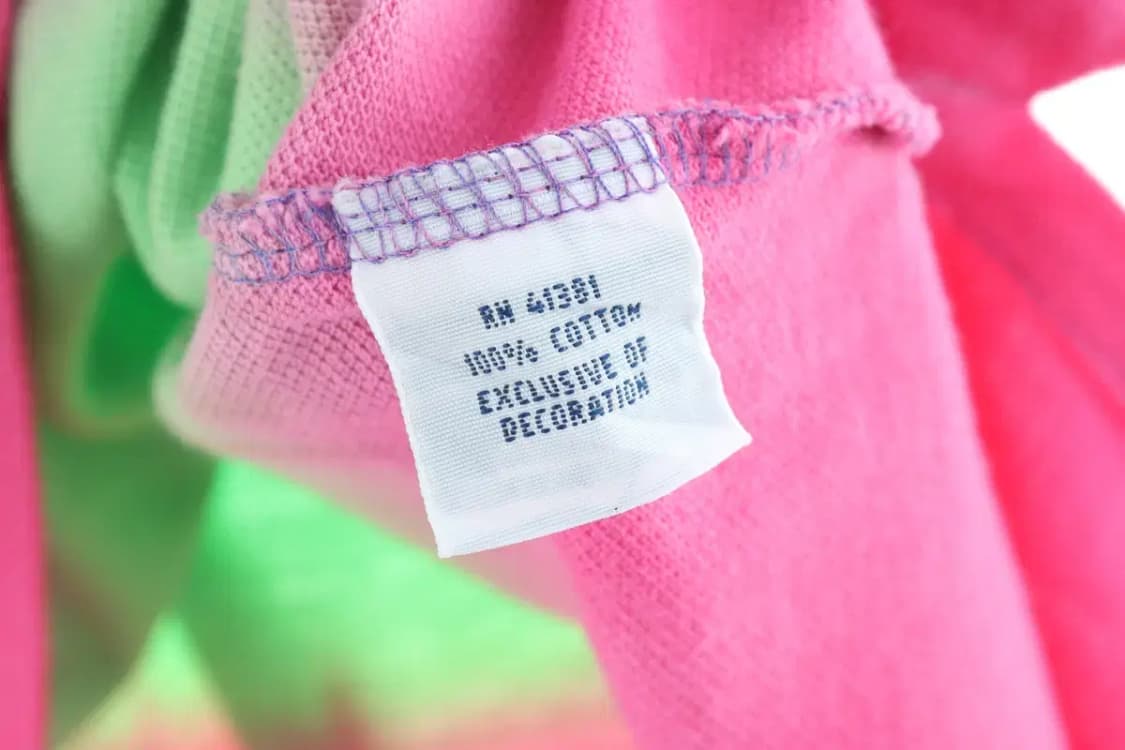 RN 41381
100% COTTON
EXCLUSIVE OF
DECORATION